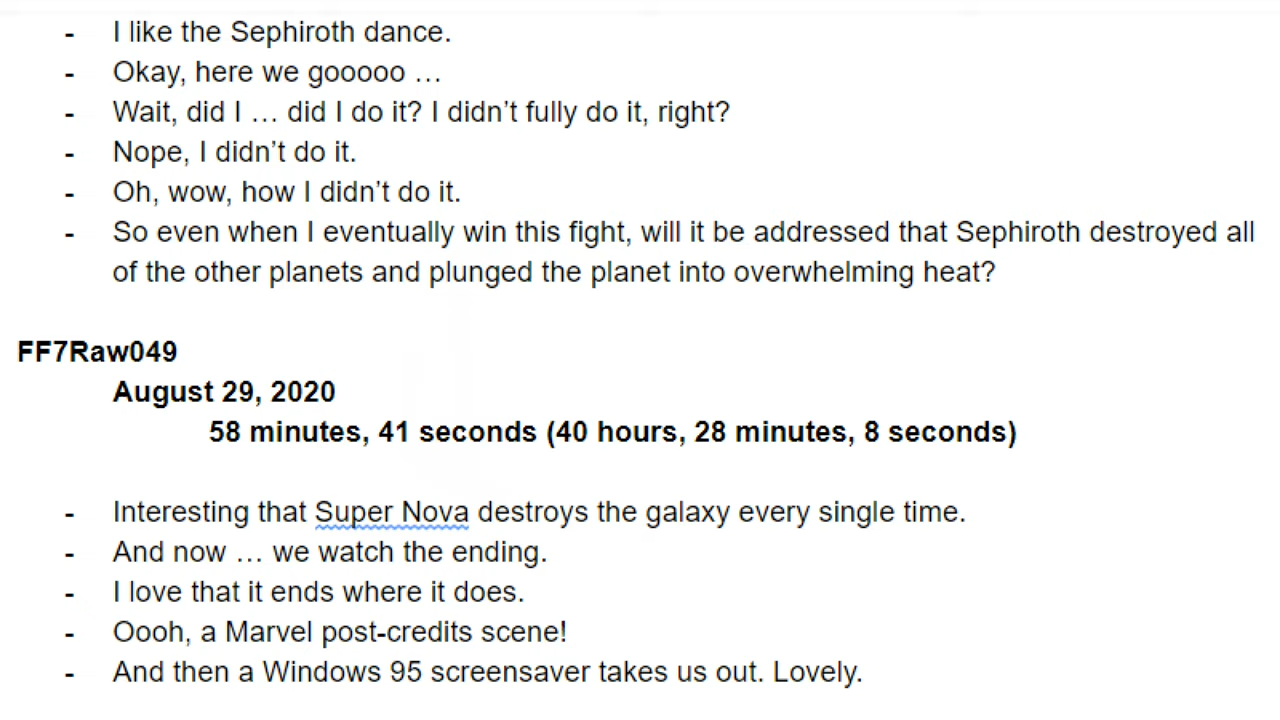 - I like the Sephiroth dance.
- Okay, here we gooooo …
- Wait, did I … did I do it? I didn’t fully do it, right?
- Nope, I didn’t do it.
- Oh, wow, how I didn’t do it.
- So even when I eventually win this fight, will it be addressed that Sephiroth destroyed all
of the other planets and plunged the planet into overwhelming heat?
FF7Raw049
August 29, 2020
58 minutes, 41 seconds (40 hours, 28 minutes, 8 seconds)
- Interesting that Super Nova destroys the galaxy every single time.
- And now … we watch the ending.
- I love that it ends where it does.
- Oooh, a Marvel post-credits scene!
- And then a Windows 95 screensaver takes us out. Lovely.